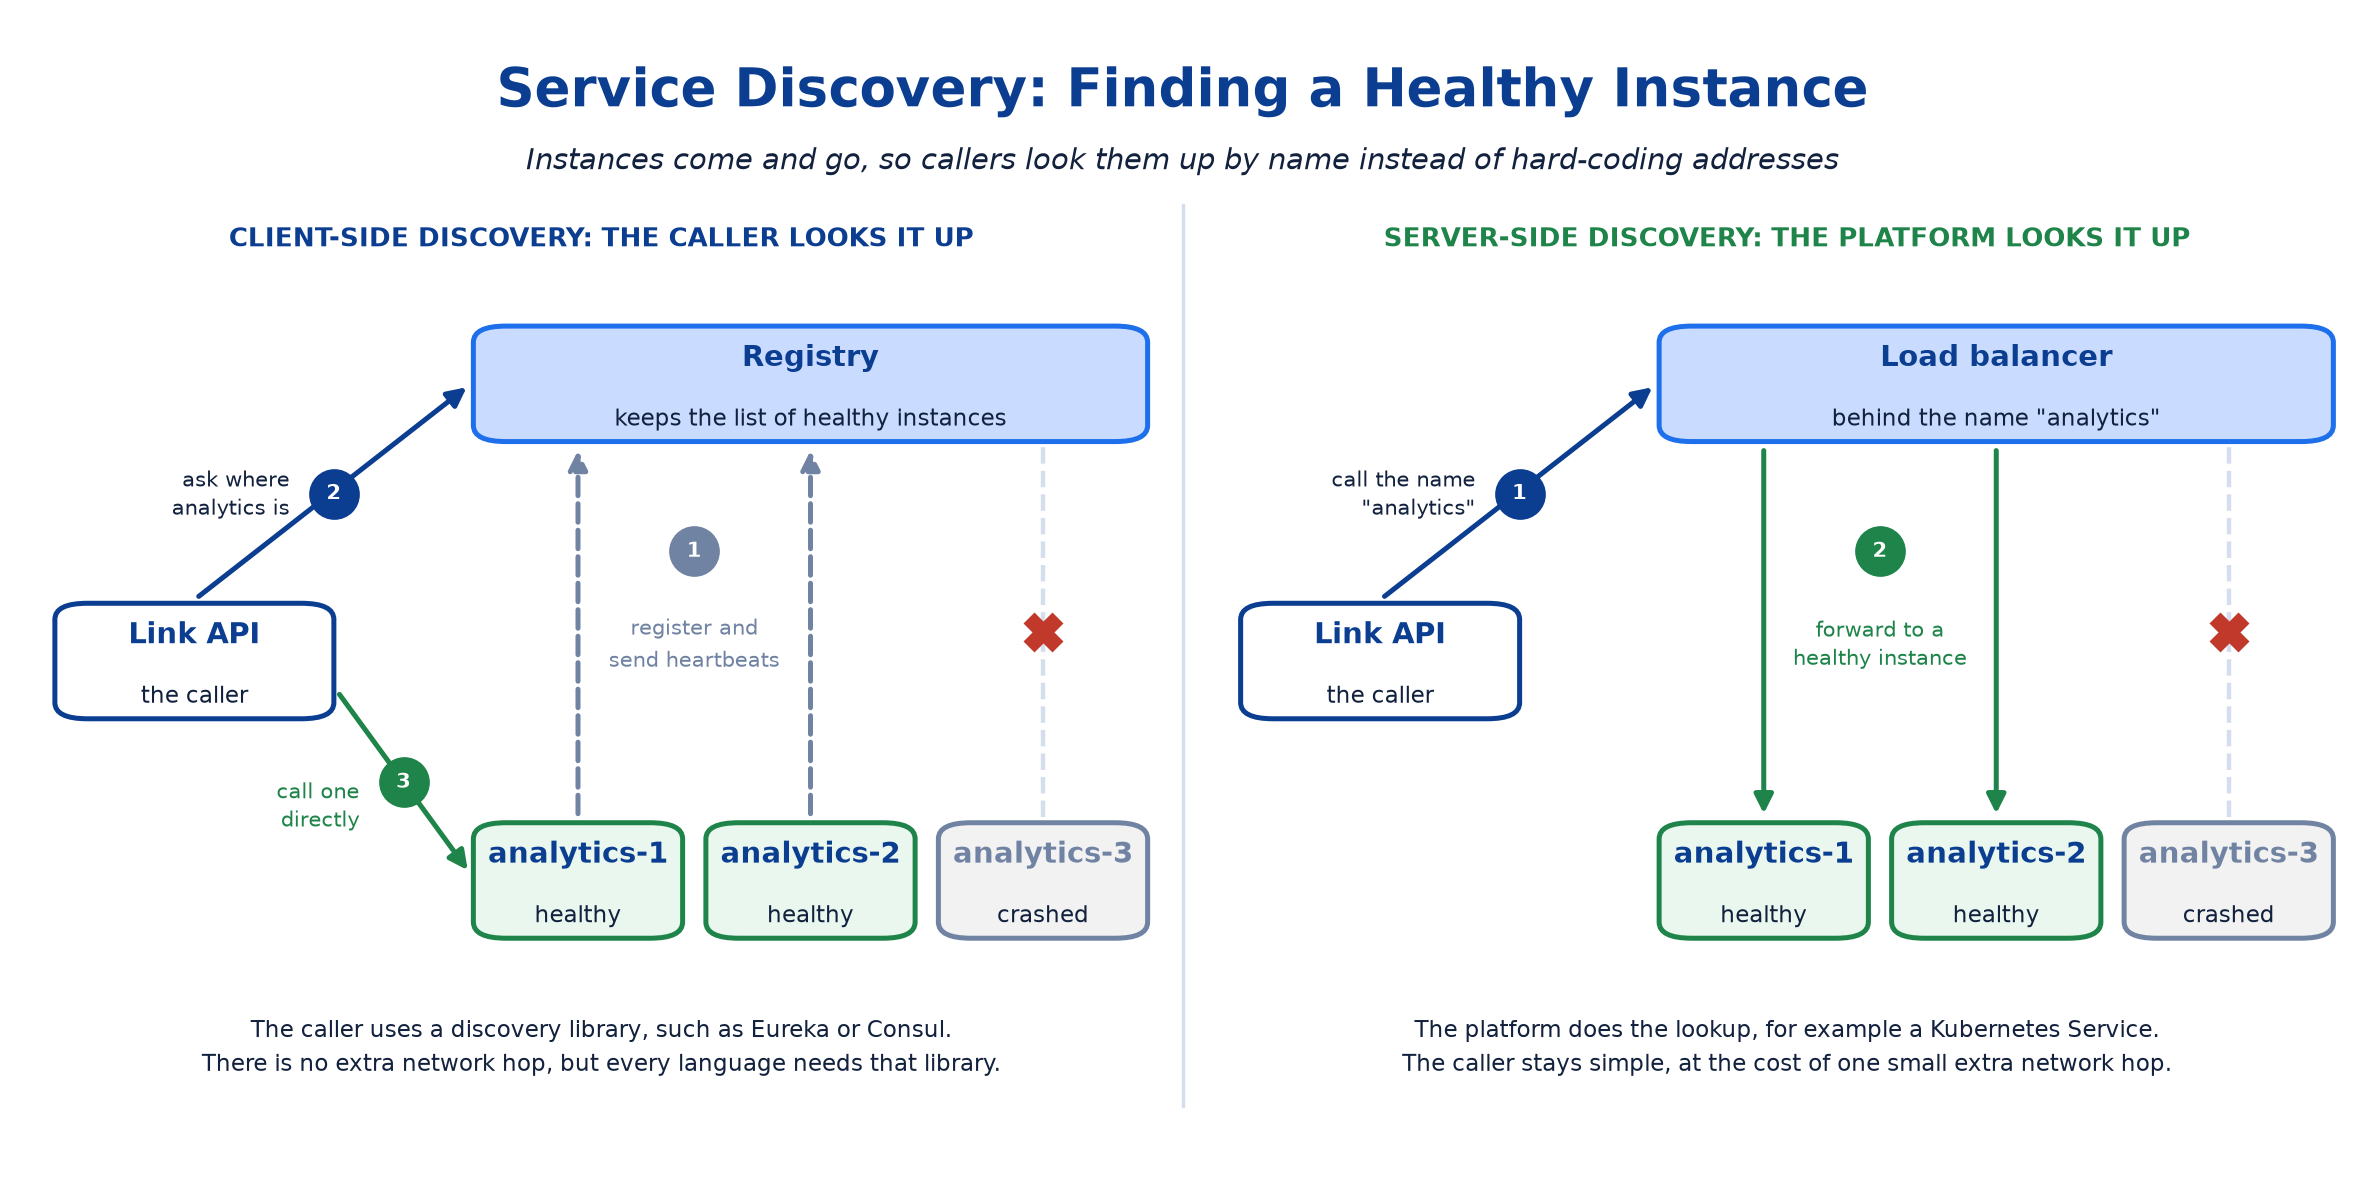 Service Discovery: Finding a Healthy Instance
Instances come and go, so callers look them up by name instead of hard-coding addresses
CLIENT-SIDE DISCOVERY: THE CALLER LOOKS IT UP
Registry
keeps the list of healthy instances
ask where
analytics is
2
1
register and
send heartbeats
Link API
the caller
3
call one
directly
analytics-1
healthy
analytics-2
healthy
analytics-3
crashed
The caller uses a discovery library, such as Eureka or Consul.
There is no extra network hop, but every language needs that library.
SERVER-SIDE DISCOVERY: THE PLATFORM LOOKS IT UP
Load balancer
behind the name "analytics"
call the name
"analytics"
1
2
forward to a
healthy instance
Link API
the caller
analytics-1
healthy
analytics-2
healthy
analytics-3
crashed
The platform does the lookup, for example a Kubernetes Service.
The caller stays simple, at the cost of one small extra network hop.